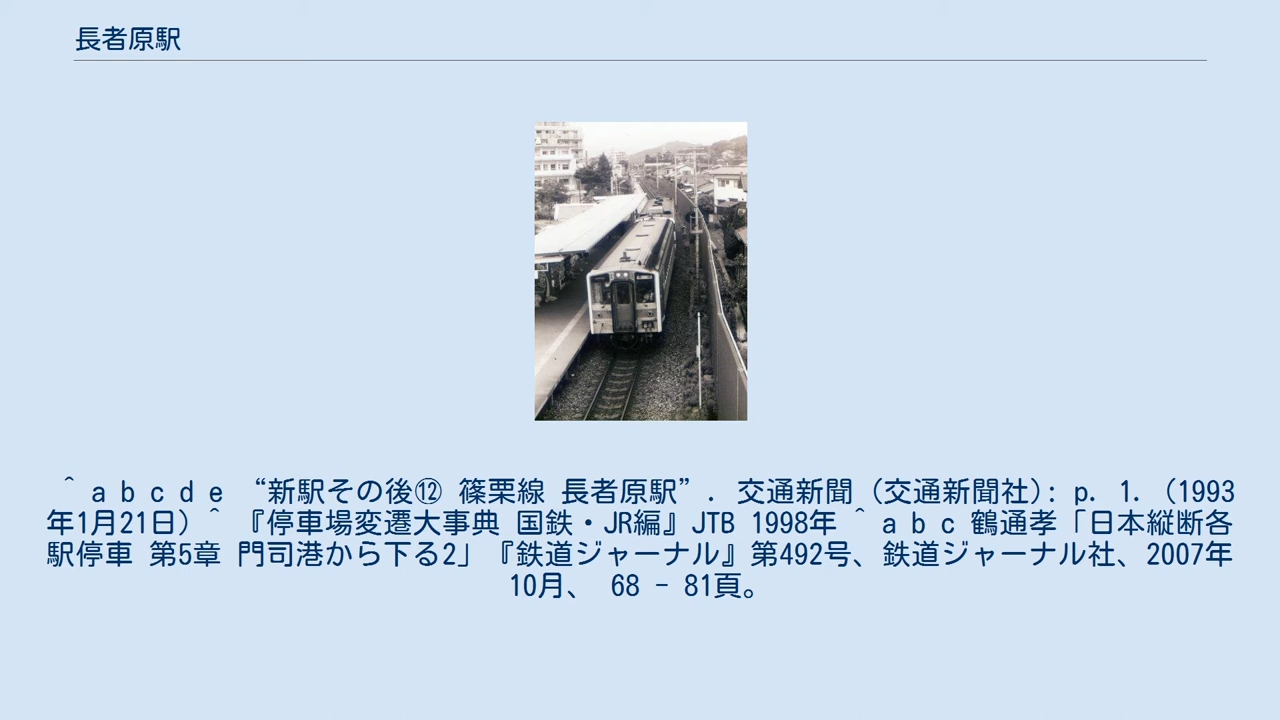 長者原駅
^ a b c d e “新駅その後⑫ 篠栗線 長者原駅”. 交通新聞 (交通新聞社): p. 1. (1993
年1月21日) ^ 『停車場変遷大事典 国鉄・JR編』JTB 1998年 ^ a b c 鶴通孝「日本縦断各
駅停車 第5章 門司港から下る2」『鉄道ジャーナル』第492号、鉄道ジャーナル社、2007年
10月、 68 - 81頁。